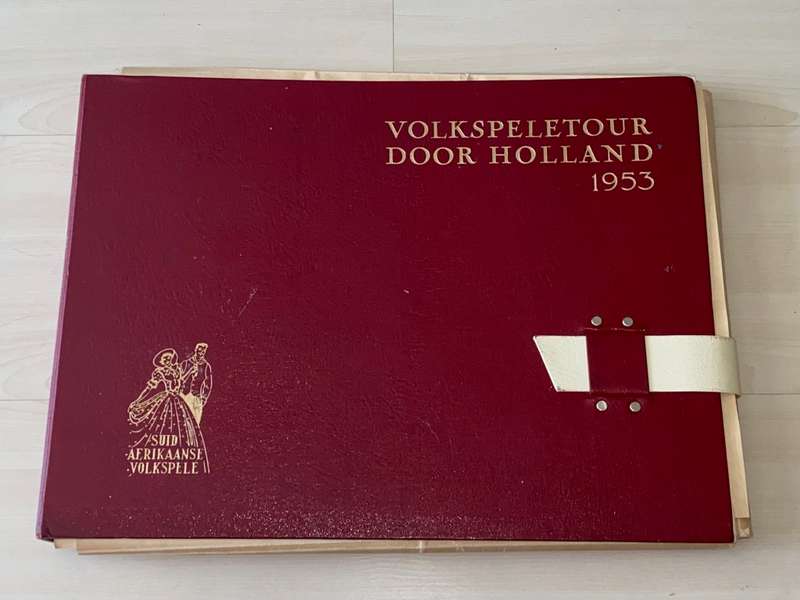 VOLKSPELETOUR
DOOR HOLLAND
1953
SUID
AFRIKAANSE
VOLKSPELE